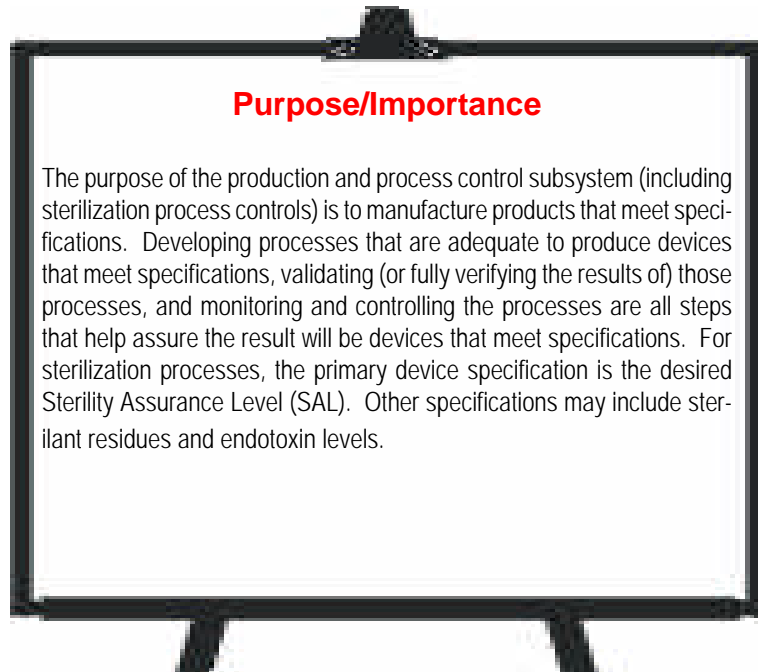 Purpose/Importance
The purpose of the production and process control subsystem (including
sterilization process controls) is to manufacture products that meet speci-
fications.  Developing processes that are adequate to produce devices
that meet specifications, validating (or fully verifying the results of) those
processes, and monitoring and controlling the processes are all steps
that help assure the result will be devices that meet specifications.  For
sterilization processes, the primary device specification is the desired
Sterility Assurance Level (SAL).  Other specifications may include ster-
ilant residues and endotoxin levels.